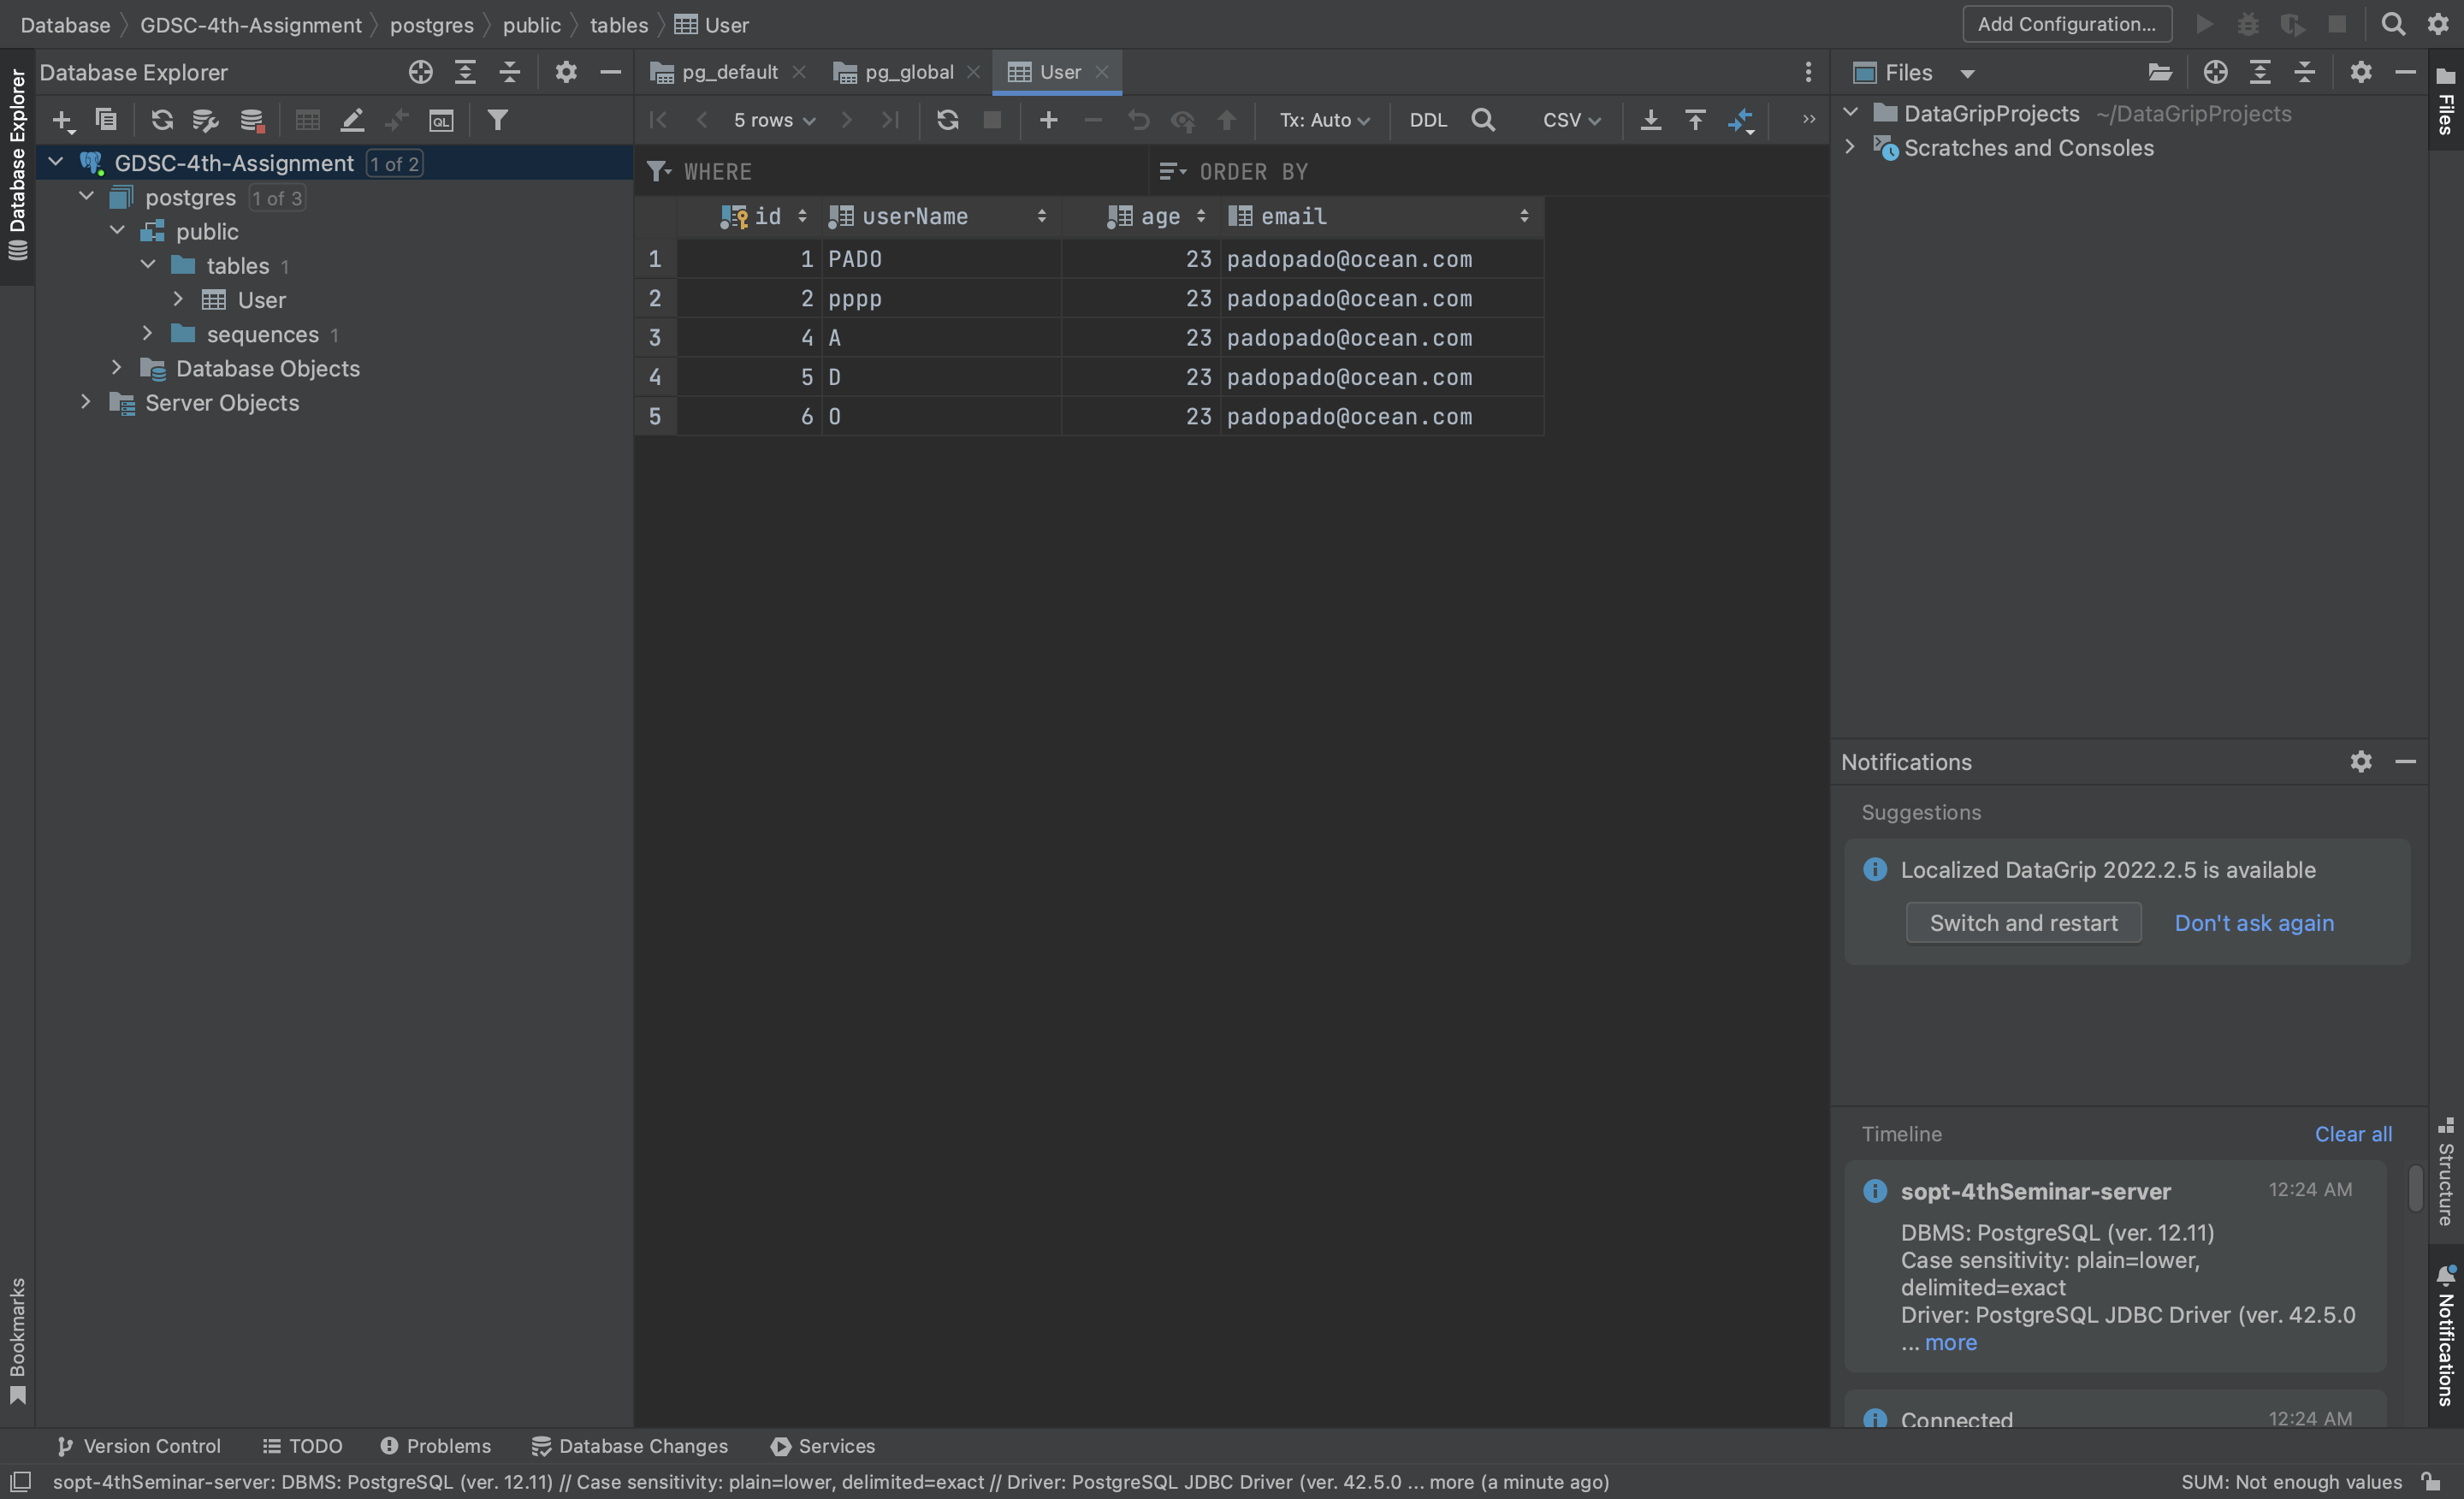 Database GDSC-4th-Assignment postgres public tables User
Add Configuration...
Database Explorer
Database Explorer
GDSC-4th-Assignment 1 of 2
postgres 1 of 3
public
tables 1
User
sequences 1
Database Objects
Server Objects
Bookmarks
pg_default pg_global User
5 rows Tx: Auto DDL CSV
WHERE ORDER BY
id userName age email
1 1 PADO 23 padopado@ocean.com
2 2 pppp 23 padopado@ocean.com
3 4 A 23 padopado@ocean.com
4 5 D 23 padopado@ocean.com
5 6 O 23 padopado@ocean.com
Files
DataGripProjects ~/DataGripProjects
Scratches and Consoles
Files
Notifications
Suggestions
Localized DataGrip 2022.2.5 is available
Switch and restart Don't ask again
Timeline Clear all
sopt-4thSeminar-server 12:24 AM
DBMS: PostgreSQL (ver. 12.11)
Case sensitivity: plain=lower,
delimited=exact
Driver: PostgreSQL JDBC Driver (ver. 42.5.0
... more
Connected 12:24 AM
Structure
Notifications
Version Control TODO Problems Database Changes Services
sopt-4thSeminar-server: DBMS: PostgreSQL (ver. 12.11) // Case sensitivity: plain=lower, delimited=exact // Driver: PostgreSQL JDBC Driver (ver. 42.5.0 ... more (a minute ago)
SUM: Not enough values